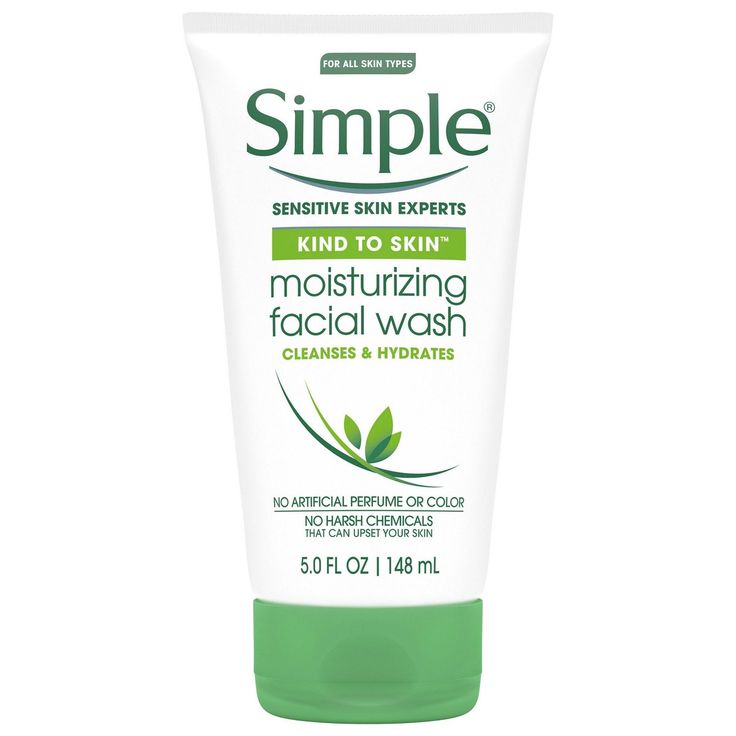 FOR ALL SKIN TYPES
Simple®
SENSITIVE SKIN EXPERTS
KIND TO SKIN™
moisturizing
facial wash
CLEANSES & HYDRATES
NO ARTIFICIAL PERFUME OR COLOR
NO HARSH CHEMICALS
THAT CAN UPSET YOUR SKIN
5.0 FL OZ | 148 mL